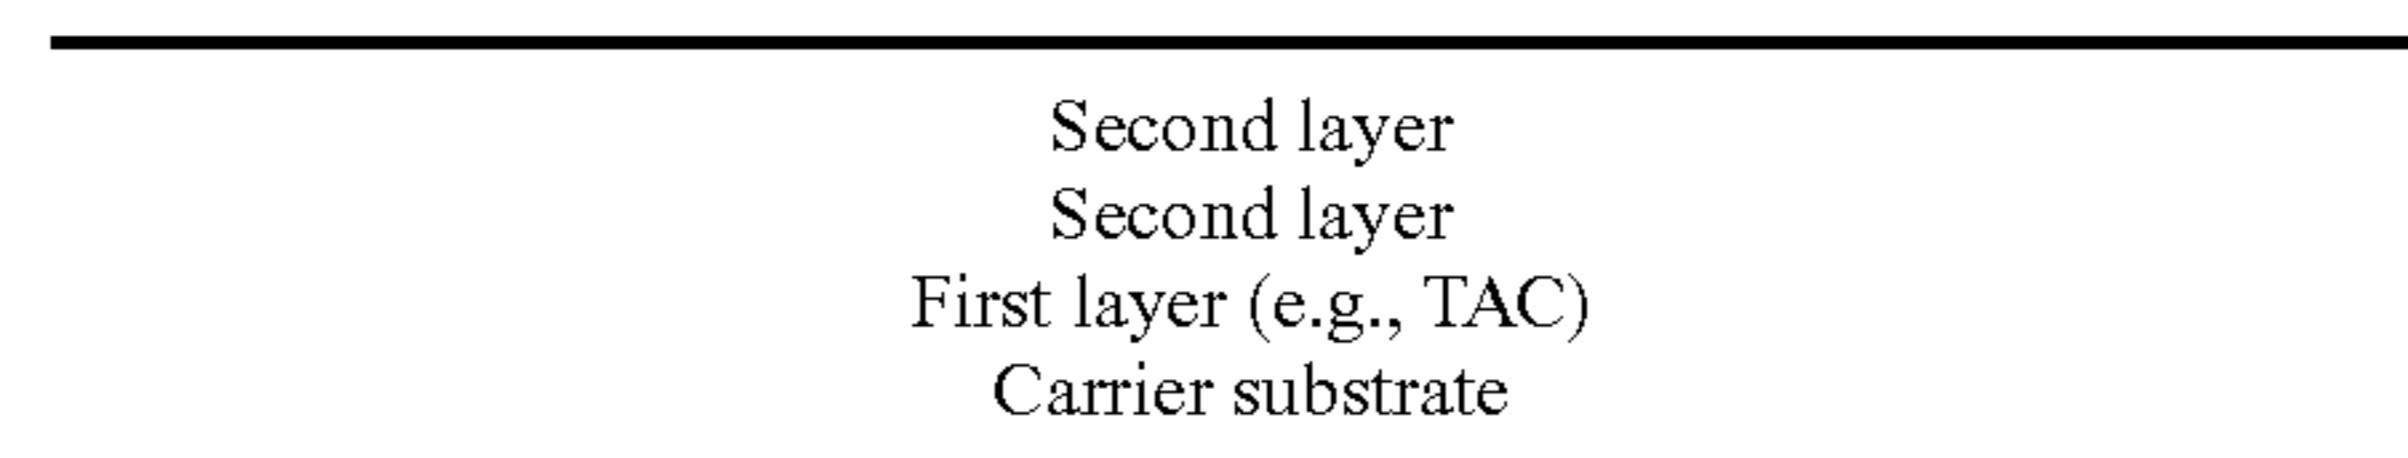 Second layer
Second layer
First layer (e.g., TAC)
Carrier substrate